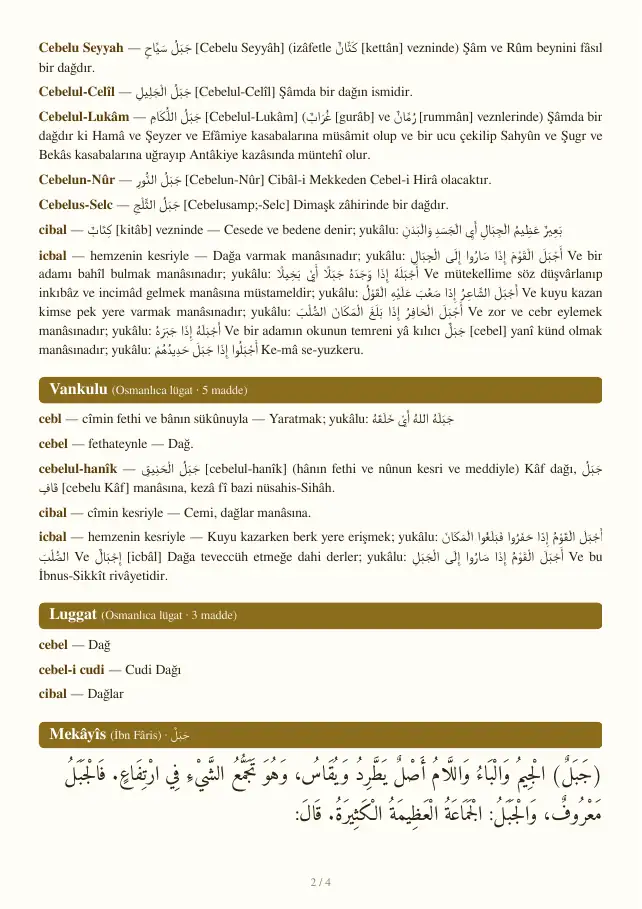 Cebelu Seyyah — جَبَلُ سَيَّاحٍ [Cebelu Seyyâh] (izâfetle كَتَّانٌ [kettân] vezninde) Şâm ve Rûm beynini fâsıl
bir dağdır.
Cebelul-Celîl — جَبَلُ الْجَلِيلِ [Cebelul-Celîl] Şâmda bir dağın ismidir.
Cebelul-Lukâm — جَبَلُ اللُّكَامِ [Cebelul-Lukâm] (غُرَابٌ [gurâb] ve رُمَّانٌ [rummân] veznlerinde) Şâmda bir
dağdır ki Hamâ ve Şeyzer ve Efâmiye kasabalarına müsâmit olup ve bir ucu çekilip Sahyûn ve Şugr ve
Bekâs kasabalarına uğrayıp Antâkiye kazâsında müntehî olur.
Cebelun-Nûr — جَبَلُ النُّورِ [Cebelun-Nûr] Cibâl-i Mekkeden Cebel-i Hirâ olacaktır.
Cebelus-Selc — جَبَلُ الثَّلْجِ [Cebelusamp;-Selc] Dimaşk zâhirinde bir dağdır.
cibal — كِتَابٌ [kitâb] vezninde — Cesede ve bedene denir; yukâlu: بَعِيرٌ عَظِيمُ الْجِبَالِ أَيِ الْجَسَدِ وَالْبَدَنِ
icbal — hemzenin kesriyle — Dağa varmak manâsınadır; yukâlu: أَجْبَلَ الْقَوْمُ إِذَا صَارُوا إِلَى الْجِبَالِ Ve bir
adamı bahîl bulmak manâsınadır; yukâlu: أَجْبَلَهُ إِذَا وَجَدَهُ جَبَلًا أَيْ بَخِيلًا Ve mütekellime söz düşvârlanıp
inkıbâz ve incimâd gelmek manâsına müstameldir; yukâlu: أَجْبَلَ الشَّاعِرُ إِذَا صَعُبَ عَلَيْهِ الْقَوْلُ Ve kuyu kazan
kimse pek yere varmak manâsınadır; yukâlu: أَجْبَلَ الْحَافِرُ إِذَا بَلَغَ الْمَكَانَ الصُّلْبَ Ve zor ve cebr eylemek
manâsınadır; yukâlu: أَجْبَلَهُ إِذَا جَبَرَهُ Ve bir adamın okunun temreni yâ kılıcı جَبَلٌ [cebel] yanî künd olmak
manâsınadır; yukâlu: أَجْبَلُوا إِذَا جَبَلَ حَدِيدُهُمْ Ke-mâ se-yuzkeru.
Vankulu (Osmanlıca lügat · 5 madde)
cebl — cîmin fethi ve bânın sükûnuyla — Yaratmak; yukâlu: جَبَلَهُ اللهُ أَيْ خَلَقَهُ
cebel — fethateynle — Dağ.
cebelul-hanîk — جَبَلُ الْحَنِيقِ [cebelul-hanîk] (hânın fethi ve nûnun kesri ve meddiyle) Kâf dağı, جَبَلُ
قَافٍ [cebelu Kâf] manâsına, kezâ fî bazi nüsahis-Sihâh.
cibal — cîmin kesriyle — Cemi, dağlar manâsına.
icbal — hemzenin kesriyle — Kuyu kazarken berk yere erişmek; yukâlu: أَجْبَلَ الْقَوْمُ إِذَا حَفَرُوا فَبَلَغُوا الْمَكَانَ
الصُّلْبَ Ve إِجْبَالٌ [icbâl] Dağa teveccüh etmeğe dahi derler; yukâlu: أَجْبَلَ الْقَوْمُ إِذَا صَارُوا إِلَى الْجَبَلِ Ve bu
İbnus-Sikkît rivâyetidir.
Luggat (Osmanlıca lügat · 3 madde)
cebel — Dağ
cebel-i cudi — Cudi Dağı
cibal — Dağlar
Mekâyîs (İbn Fâris) · جَبَلَ
(جَبَلٌ) الْجِيمُ وَالْبَاءُ وَاللَّامُ أَصْلٌ يَطَّرِدُ وَيُقَاسُ، وَهُوَ تَجَمُّعُ الشَّيْءِ فِي ارْتِفَاعٍ. فَالْجَبَلُ
مَعْرُوفٌ، وَالْجَبَلُ: الْجَمَاعَةُ الْعَظِيمَةُ الْكَثِيرَةُ. قَالَ:
2 / 4